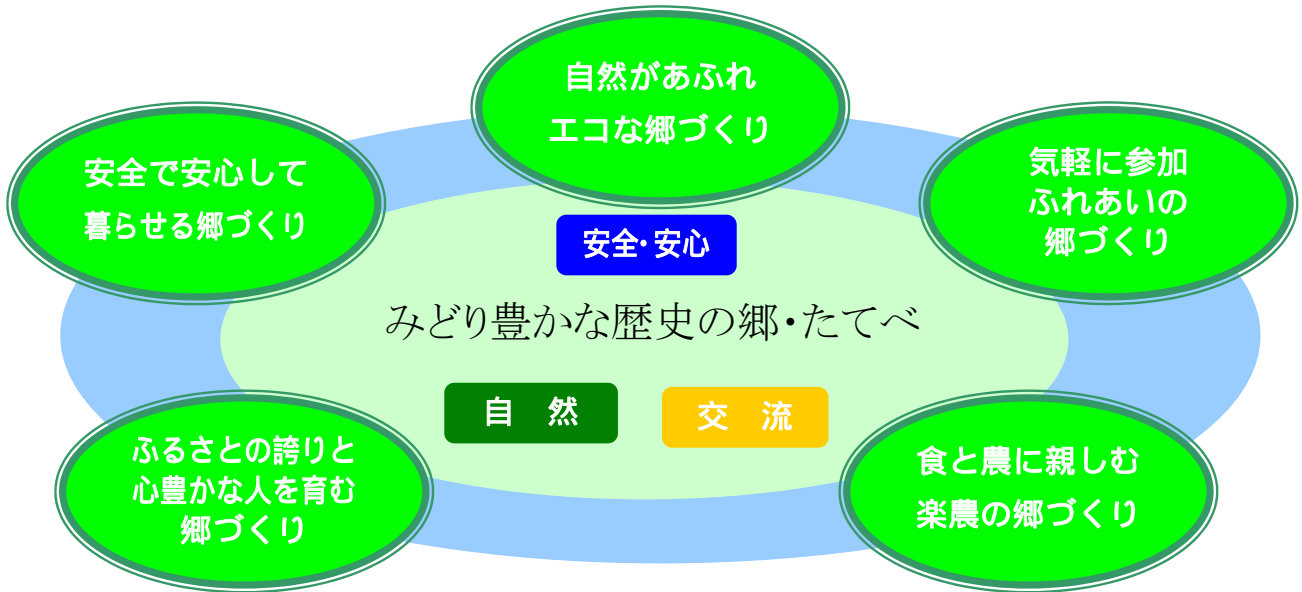 自然があふれ
エコな郷づくり
安全で安心して
暮らせる郷づくり
気軽に参加
ふれあいの
郷づくり
安全・安心
みどり豊かな歴史の郷・たてべ
自 然
交 流
ふるさとの誇りと
心豊かな人を育む
郷づくり
食と農に親しむ
楽農の郷づくり